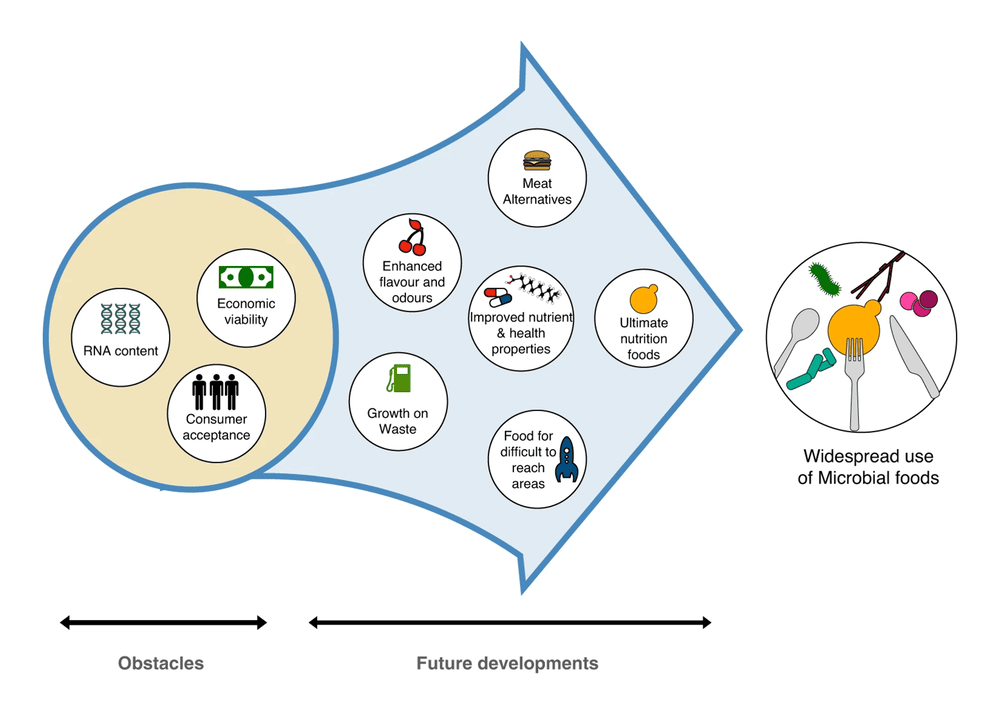 Meat
Alternatives
Enhanced
flavour and
odours
Economic
viability
Improved nutrient
& health
properties
Ultimate
nutrition
foods
RNA content
Consumer
acceptance
Growth on
Waste
Food for
difficult to
reach
areas
Widespread use
of Microbial foods
Obstacles
Future developments